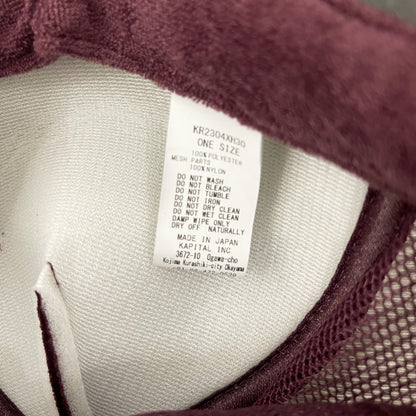 KR2304XH30
ONE SIZE
100% POLYESTER
MESH PARTS
100% NYLON
DO NOT WASH
DO NOT BLEACH
DO NOT TUMBLE
DO NOT IRON
DO NOT DRY CLEAN
DO NOT WET CLEAN
DAMP WIPE ONLY
DRY OFF NATURALLY
MADE IN JAPAN
KAPITAL INC.
3672-10 Ogawa-cho
Kojima Kurashiki-city Okayama